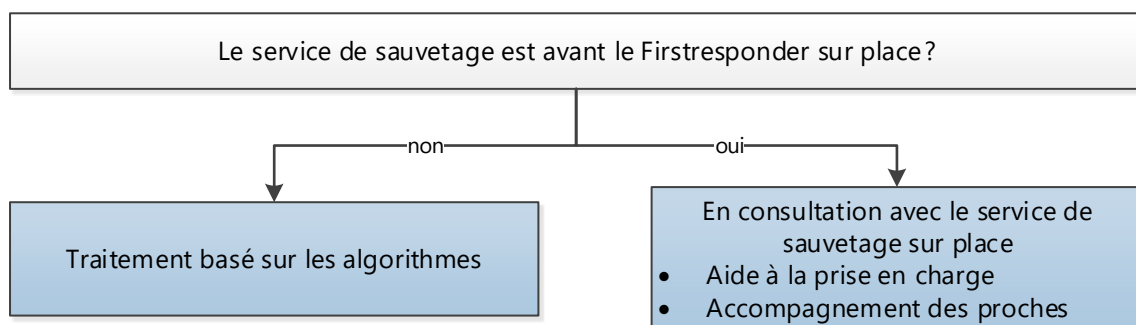 Le service de sauvetage est avant le Firstresponder sur place?
non
oui
Traitement basé sur les algorithmes
En consultation avec le service de
sauvetage sur place
• Aide à la prise en charge
• Accompagnement des proches